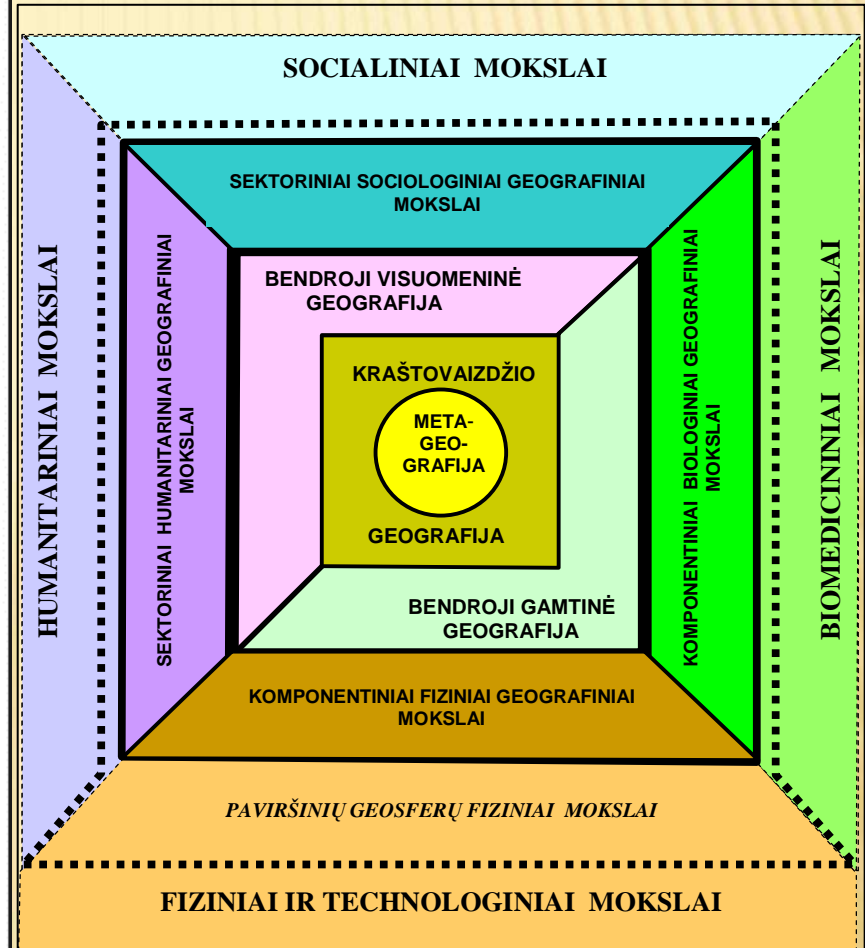 SOCIALINIAI MOKSLAI
SEKTORINIAI SOCIOLOGINIAI GEOGRAFINIAI
MOKSLAI
HUMANITARINIAI MOKSLAI
SEKTORINIAI HUMANITARINIAI GEOGRAFINIAI
MOKSLAI
BENDROJI VISUOMENINĖ
GEOGRAFIJA
KRAŠTOVAIZDŽIO
META-
GEO-
GRAFIJA
GEOGRAFIJA
BENDROJI GAMTINĖ
GEOGRAFIJA
KOMPONENTINIAI BIOLOGINIAI GEOGRAFINIAI
MOKSLAI
BIOMEDICININIAI MOKSLAI
KOMPONENTINIAI FIZINIAI GEOGRAFINIAI
MOKSLAI
PAVIRŠINIŲ GEOSFERŲ FIZINIAI MOKSLAI
FIZINIAI IR TECHNOLOGINIAI MOKSLAI